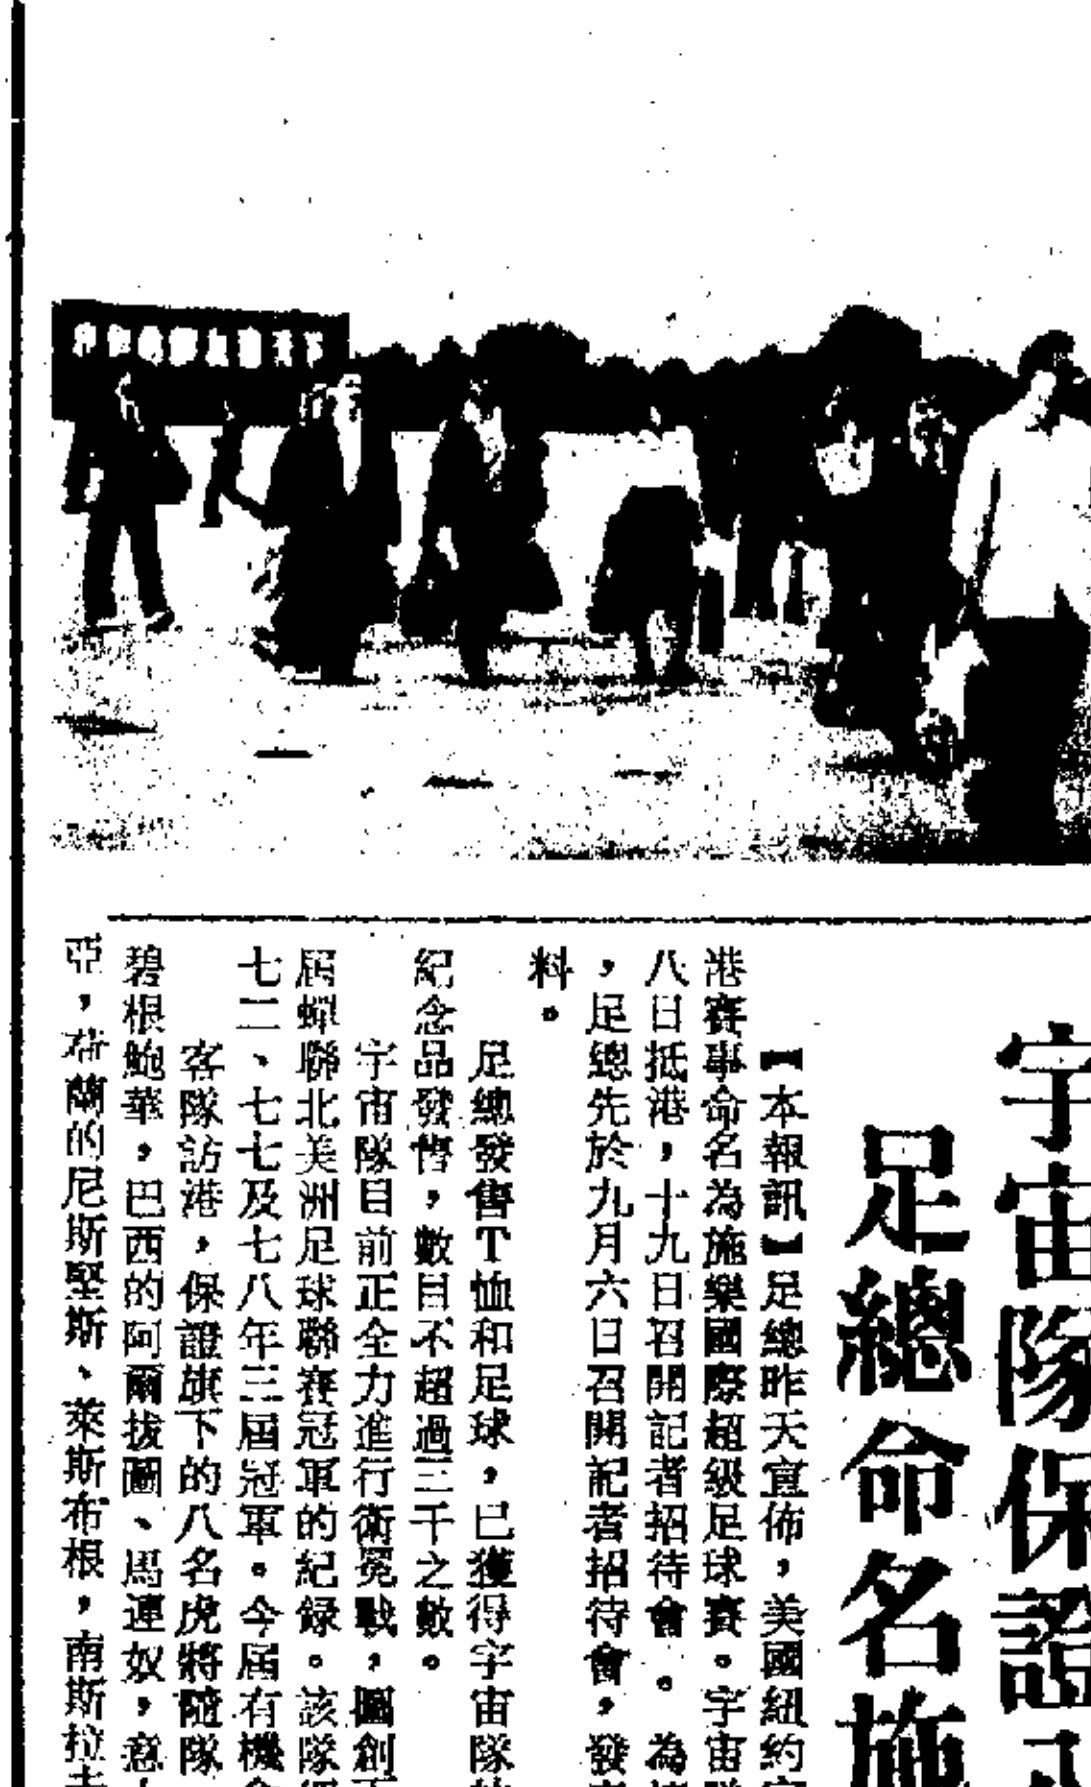 宇宙隊保證
足總命名施
【本報訊】足總昨天宣佈，美國紐約宇
港賽事命名為施樂國際超級足球賽。宇宙隊
八日抵港，十九日召開記者招待會。為
，足總先於九月六日召開記者招待會，發
料。
足總發售T恤和足球，已獲得宇宙隊
紀念品發售，數目不超過三千之數。
宇宙隊目前正全力進行衛冕戰，圖創
屆蟬聯北美洲足球聯賽冠軍的紀錄。該隊
七二、七七及七八年三屆冠軍。今屆有機
客隊訪港，保證旗下的八名虎將隨隊
碧根鮑華，巴西的阿爾拔圖、馬連奴，意
亞，荷蘭的尼斯堅斯、萊斯布根，南斯拉夫